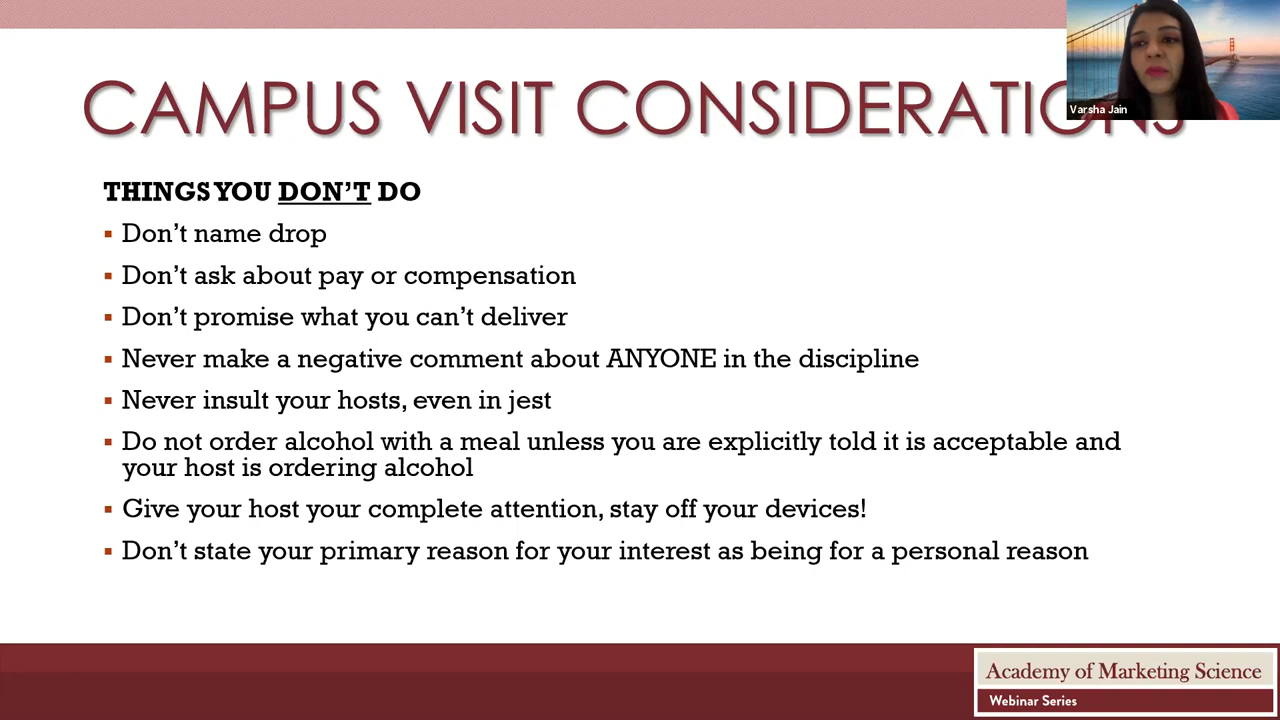 CAMPUS VISIT CONSIDERATIONS
Varsha Jain
THINGS YOU DON'T DO
▪ Don't name drop
▪ Don't ask about pay or compensation
▪ Don't promise what you can't deliver
▪ Never make a negative comment about ANYONE in the discipline
▪ Never insult your hosts, even in jest
▪ Do not order alcohol with a meal unless you are explicitly told it is acceptable and
your host is ordering alcohol
▪ Give your host your complete attention, stay off your devices!
▪ Don't state your primary reason for your interest as being for a personal reason
Academy of Marketing Science
Webinar Series